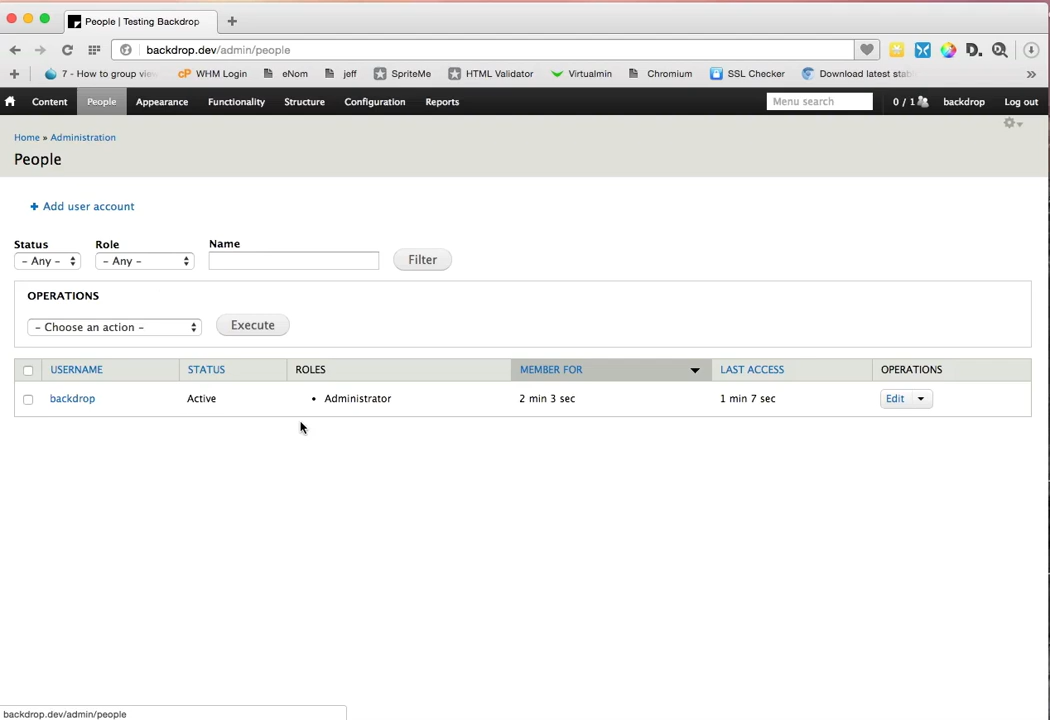 People | Testing Backdrop
backdrop.dev/admin/people
7 - How to group vie
WHM Login
eNom
jeff
SpriteMe
HTML Validator
Virtualmin
Chromium
SSL Checker
Download latest stab
Content People Appearance Functionality Structure Configuration Reports
Menu search
0 / 1
backdrop
Log out
Home » Administration
People
+ Add user account
Status Role Name
- Any - - Any - Filter
OPERATIONS
- Choose an action - Execute
USERNAME STATUS ROLES MEMBER FOR LAST ACCESS OPERATIONS
backdrop Active • Administrator 2 min 3 sec 1 min 7 sec Edit
backdrop.dev/admin/people